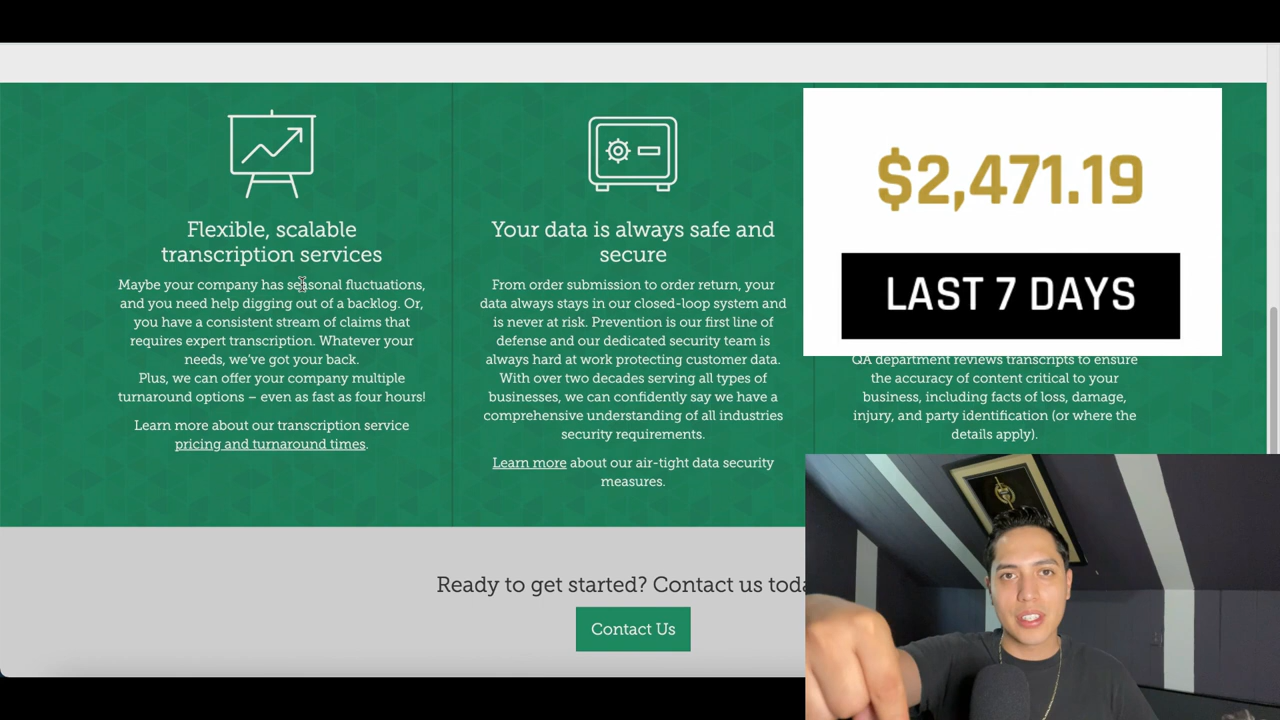 Flexible, scalable
transcription services
Maybe your company has seasonal fluctuations,
and you need help digging out of a backlog. Or,
you have a consistent stream of claims that
requires expert transcription. Whatever your
needs, we’ve got your back.
Plus, we can offer your company multiple
turnaround options – even as fast as four hours!
Learn more about our transcription service
pricing and turnaround times.
Your data is always safe and
secure
From order submission to order return, your
data always stays in our closed-loop system and
is never at risk. Prevention is our first line of
defense and our dedicated security team is
always hard at work protecting customer data.
With over two decades serving all types of
businesses, we can confidently say we have a
comprehensive understanding of all industries
security requirements.
Learn more about our air-tight data security
measures.
$2,471.19
LAST 7 DAYS
QA department reviews transcripts to ensure
the accuracy of content critical to your
business, including facts of loss, damage,
injury, and party identification (or where the
details apply).
Ready to get started? Contact us toda
Contact Us